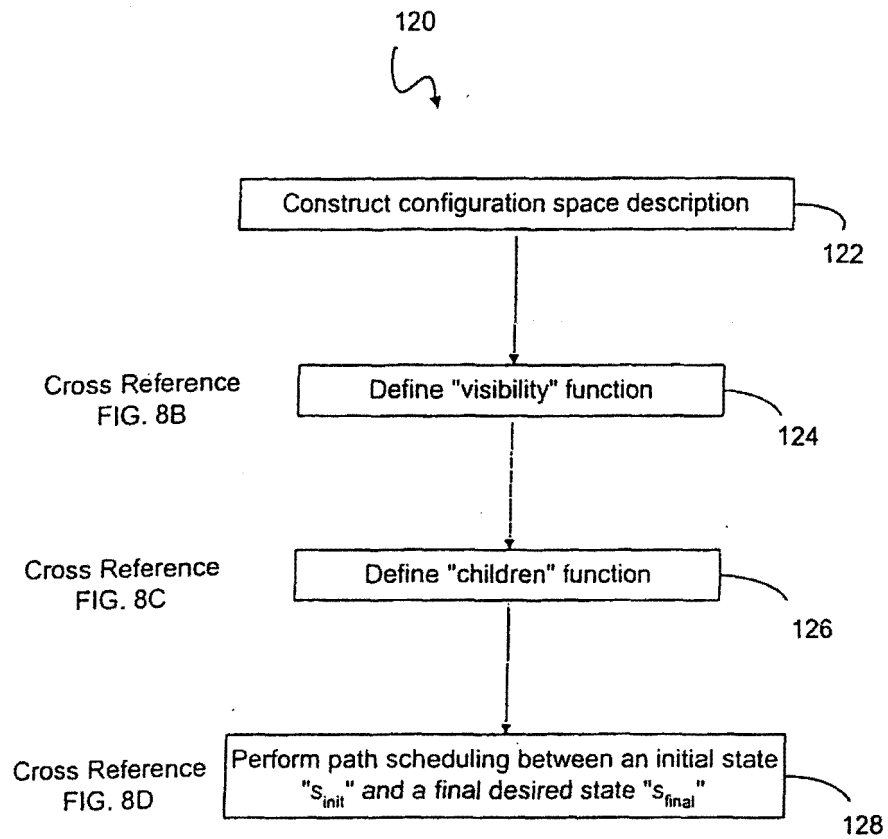 120
Construct configuration space description
122
Cross Reference
FIG. 8B
Define "visibility" function
124
Cross Reference
FIG. 8C
Define "children" function
126
Cross Reference
FIG. 8D
Perform path scheduling between an initial state
"s_init" and a final desired state "s_final"
128